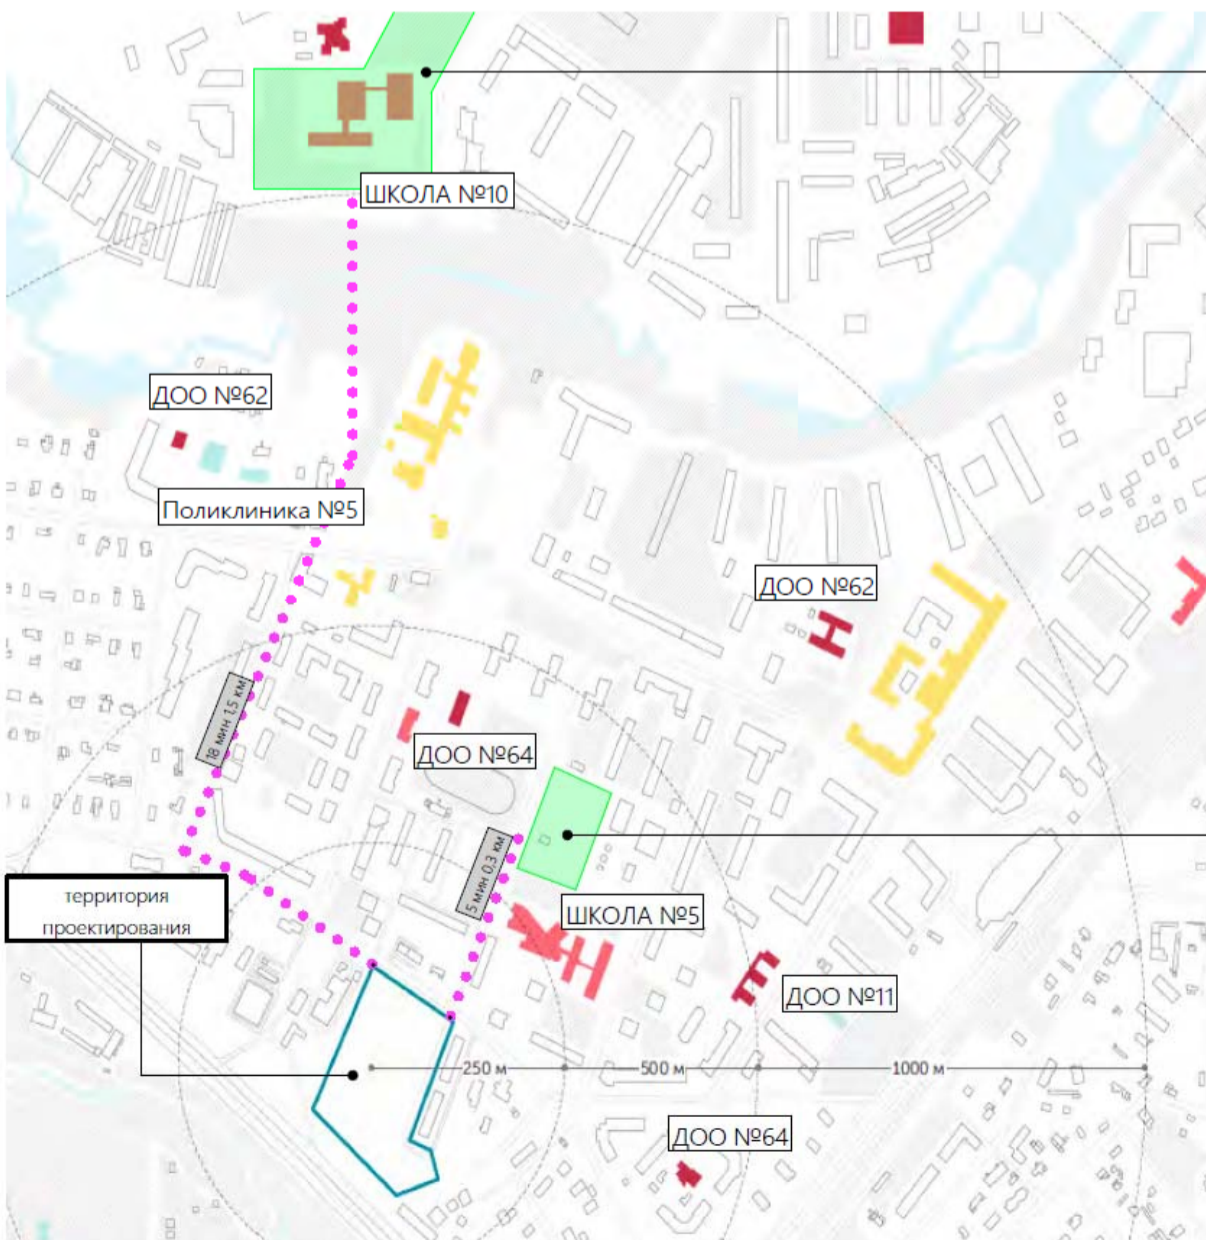 ШКОЛА №10
ДОО №62
Поликлиника №5
ДОО №62
18 мин 1,5 км
ДОО №64
5 мин 0,3 км
территория
проектирования
ШКОЛА №5
ДОО №11
250 м
500 м
1000 м
ДОО №64